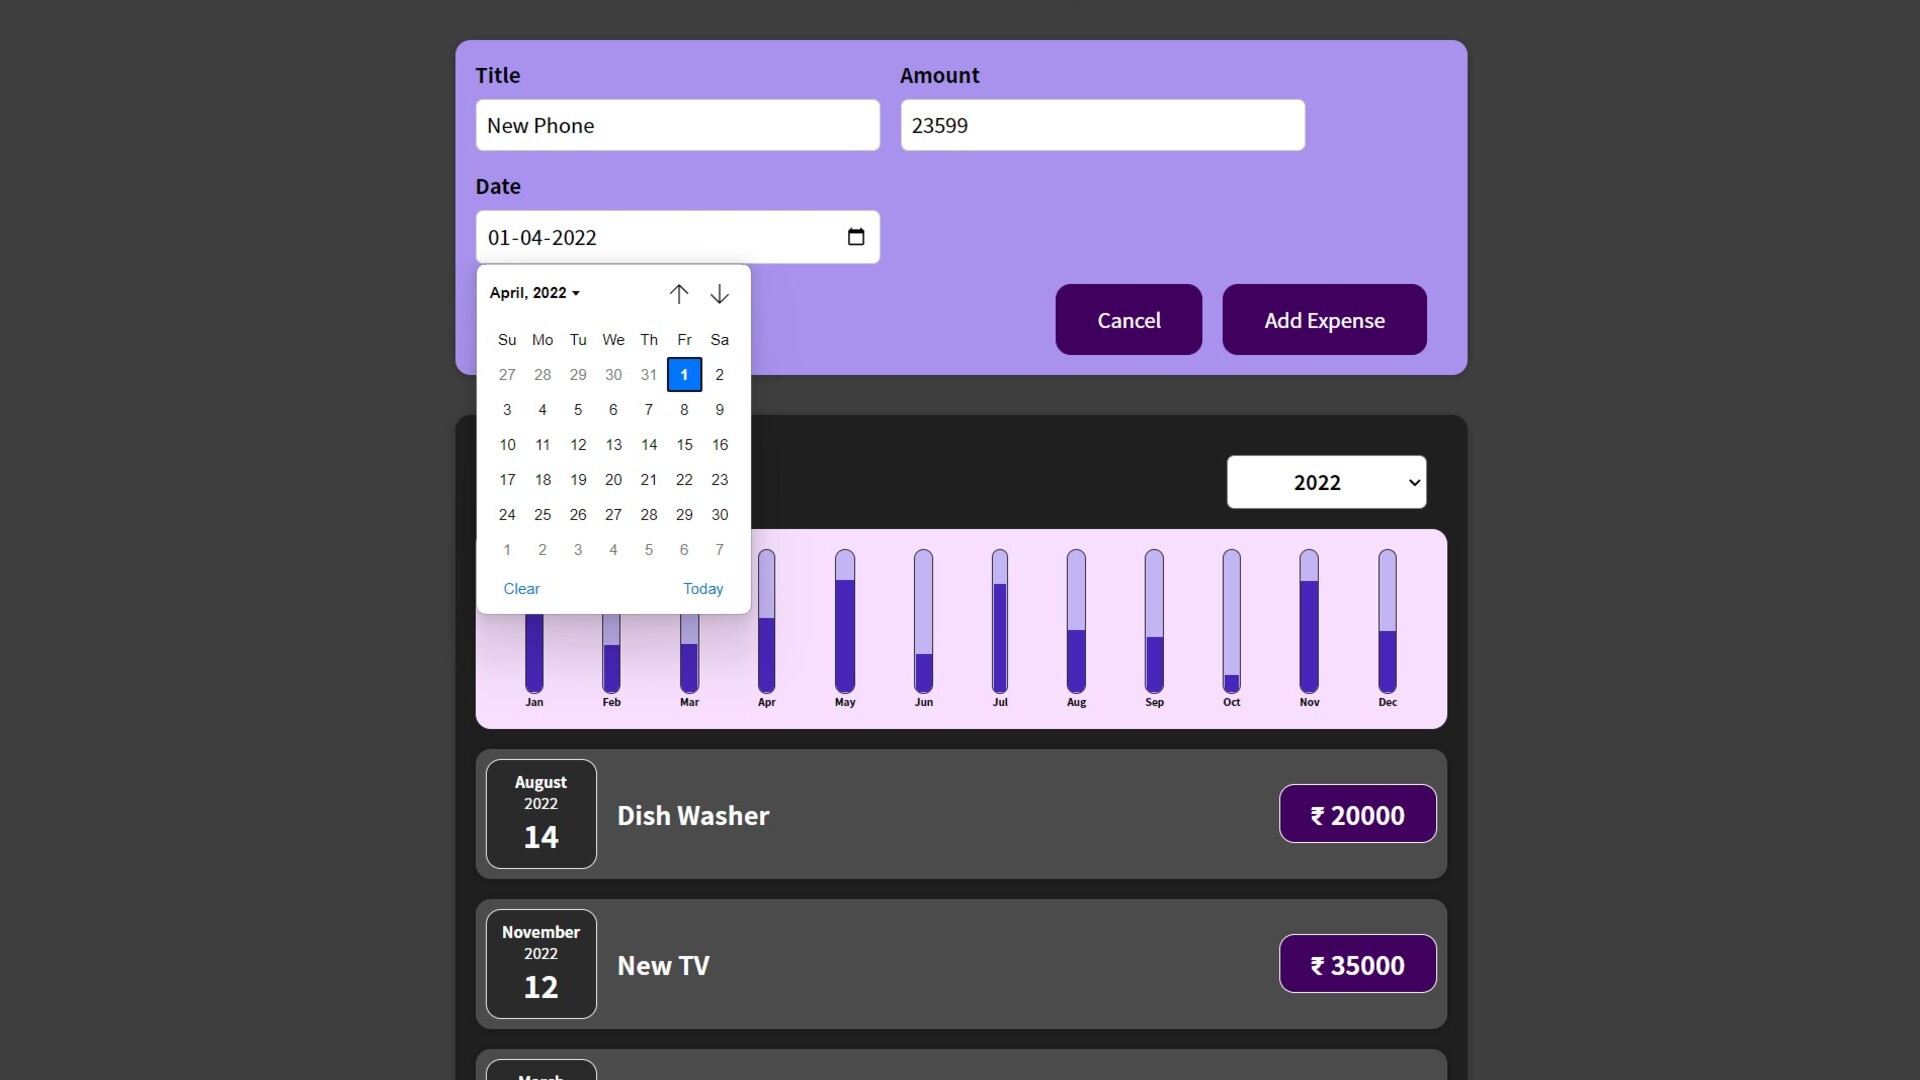 Title Amount
New Phone 23599
Date
01-04-2022
April, 2022
Cancel Add Expense
Su Mo Tu We Th Fr Sa
27 28 29 30 31 1 2
3 4 5 6 7 8 9
10 11 12 13 14 15 16
17 18 19 20 21 22 23
2022
24 25 26 27 28 29 30
1 2 3 4 5 6 7
Clear Today
Jan Feb Mar Apr May Jun Jul Aug Sep Oct Nov Dec
August
2022
14
Dish Washer
₹ 20000
November
2022
12
New TV
₹ 35000